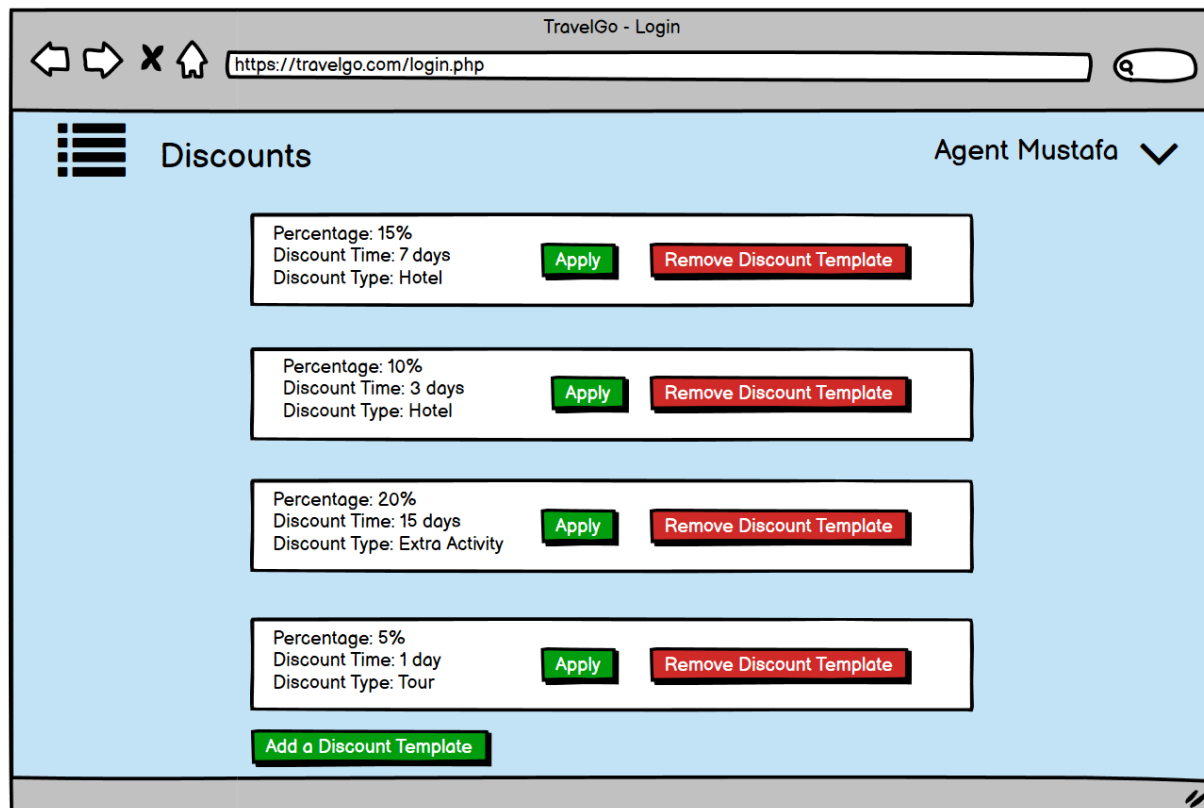 TravelGo - Login
https://travelgo.com/login.php
Discounts
Agent Mustafa
Percentage: 15%
Discount Time: 7 days
Discount Type: Hotel
Apply
Remove Discount Template
Percentage: 10%
Discount Time: 3 days
Discount Type: Hotel
Apply
Remove Discount Template
Percentage: 20%
Discount Time: 15 days
Discount Type: Extra Activity
Apply
Remove Discount Template
Percentage: 5%
Discount Time: 1 day
Discount Type: Tour
Apply
Remove Discount Template
Add a Discount Template